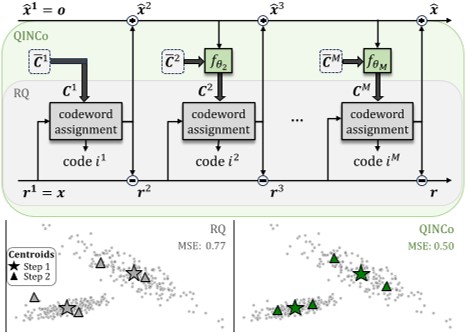 x̂¹ = o
x̂²
x̂³
x̂
QINCo
C̄¹
C̄²
f_θ₂
C̄ᴹ
f_θ_M
RQ
C¹
C²
Cᴹ
codeword assignment
codeword assignment
...
codeword assignment
code i¹
code i²
code iᴹ
r¹ = x
r²
r³
r
RQ
MSE: 0.77
QINCo
MSE: 0.50
Centroids
Step 1
Step 2